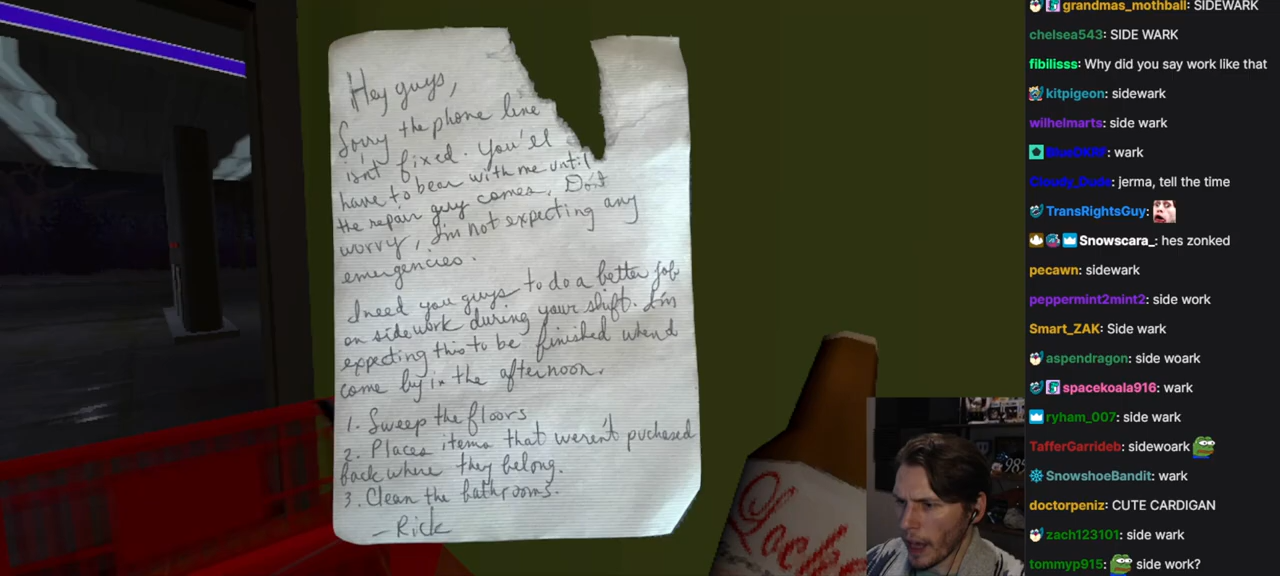 Hey guys,
Sorry the phone line
isn't fixed. You'll
have to bear with me until
the repair guy comes. Don't
worry, I'm not expecting any
emergencies.
I need you guys to do a better job
on sidework during your shift. I'm
expecting this to be finished when I
come by in the afternoon.
1. Sweep the floors
2. Places items that weren't puchased
back where they belong.
3. Clean the bathrooms.
-Rick
grandmas_mothball: SIDEWARK
chelsea543: SIDE WARK
fibilisss: Why did you say work like that
kitpigeon: sidewark
wilhelmarts: side wark
BlueDKRF: wark
Cloudy_Dude: jerma, tell the time
TransRightsGuy:
Snowscara_: hes zonked
pecawn: sidewark
peppermint2mint2: side work
Smart_ZAK: Side wark
aspendragon: side woark
spacekoala916: wark
ryham_007: side wark
TafferGarrideb: sidewoark
SnowshoeBandit: wark
doctorpeniz: CUTE CARDIGAN
zach123101: side wark
tommyp915: side work?